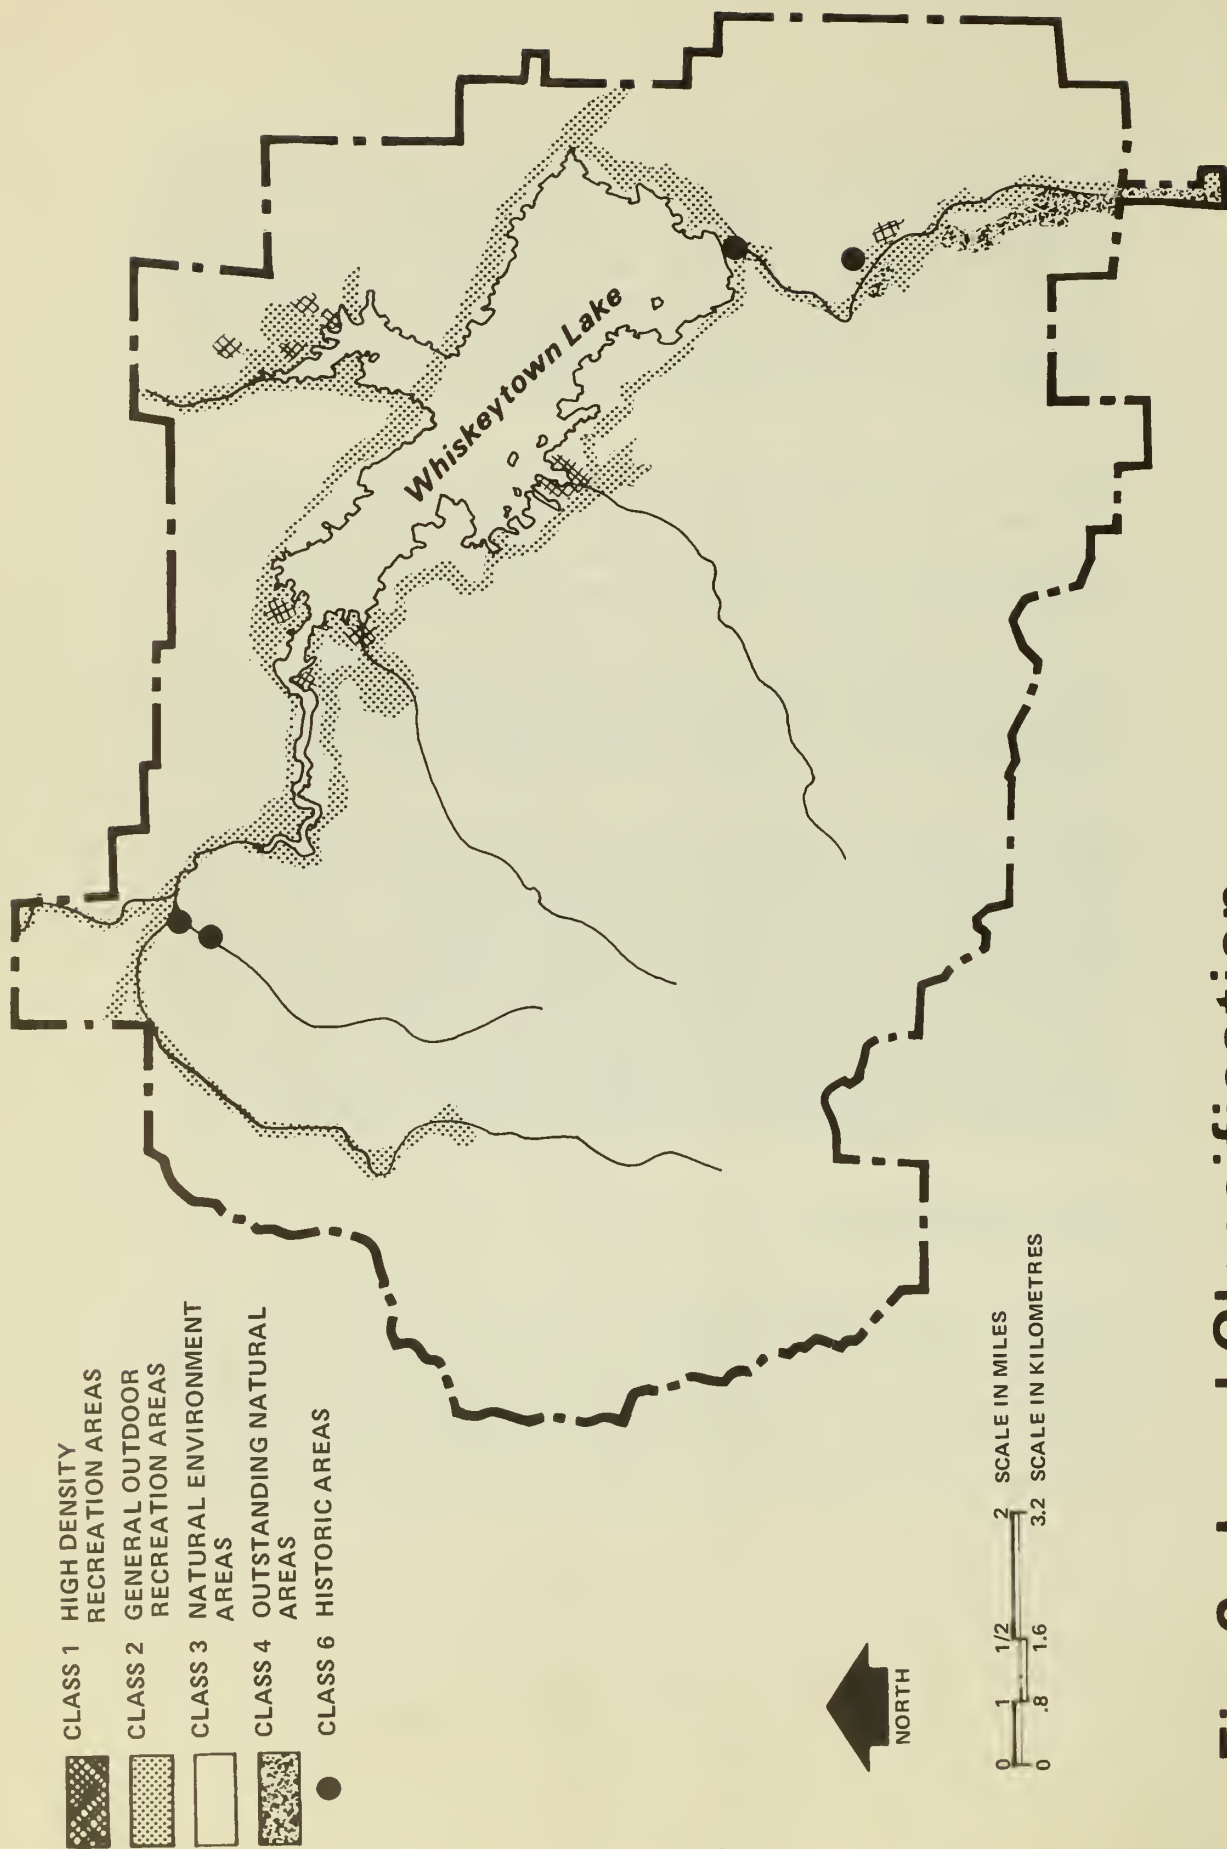 CLASS 1 HIGH DENSITY
RECREATION AREAS
CLASS 2 GENERAL OUTDOOR
RECREATION AREAS
CLASS 3 NATURAL ENVIRONMENT
AREAS
CLASS 4 OUTSTANDING NATURAL
AREAS
CLASS 6 HISTORIC AREAS
Whiskeytown Lake
NORTH
0 1 1/2 2 SCALE IN MILES
0 .8 1.6 3.2 SCALE IN KILOMETRES